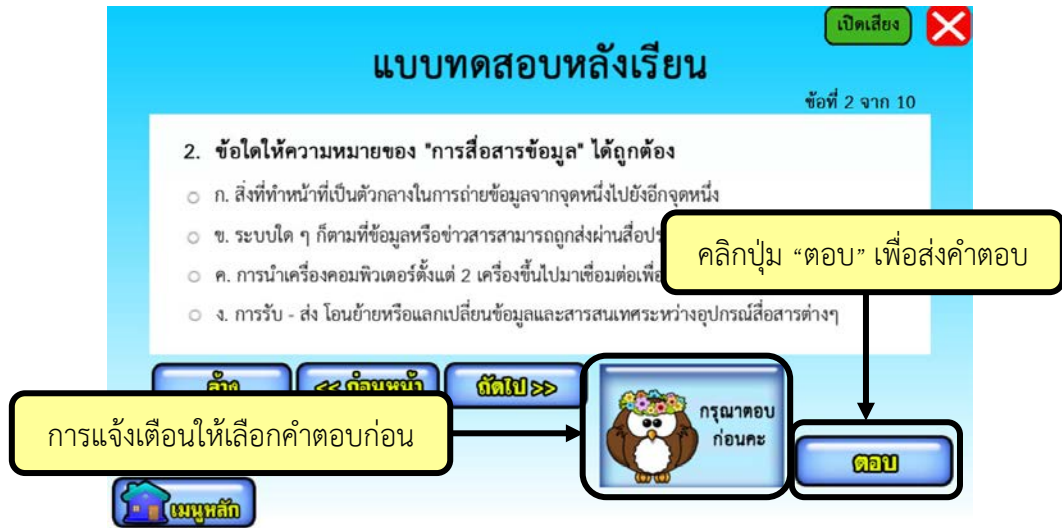 เปิดเสียง
แบบทดสอบหลังเรียน
ข้อที่ 2 จาก 10
2. ข้อใดให้ความหมายของ "การสื่อสารข้อมูล" ได้ถูกต้อง
ก. สิ่งที่ทำหน้าที่เป็นตัวกลางในการถ่ายข้อมูลจากจุดหนึ่งไปยังอีกจุดหนึ่ง
ข. ระบบใด ๆ ก็ตามที่ข้อมูลหรือข่าวสารสามารถถูกส่งผ่านสื่อ
คลิกปุ่ม “ตอบ” เพื่อส่งคำตอบ
ค. การนำเครื่องคอมพิวเตอร์ตั้งแต่ 2 เครื่องขึ้นไปมาเชื่อมต่อ
ง. การรับ - ส่ง โอนย้ายหรือแลกเปลี่ยนข้อมูลและสารสนเทศระหว่างอุปกรณ์สื่อสารต่างๆ
ล้าง << ก่อนหน้า ถัดไป >>
กรุณาตอบ
ก่อนคะ
การแจ้งเตือนให้เลือกคำตอบก่อน
ตอบ
เมนูหลัก